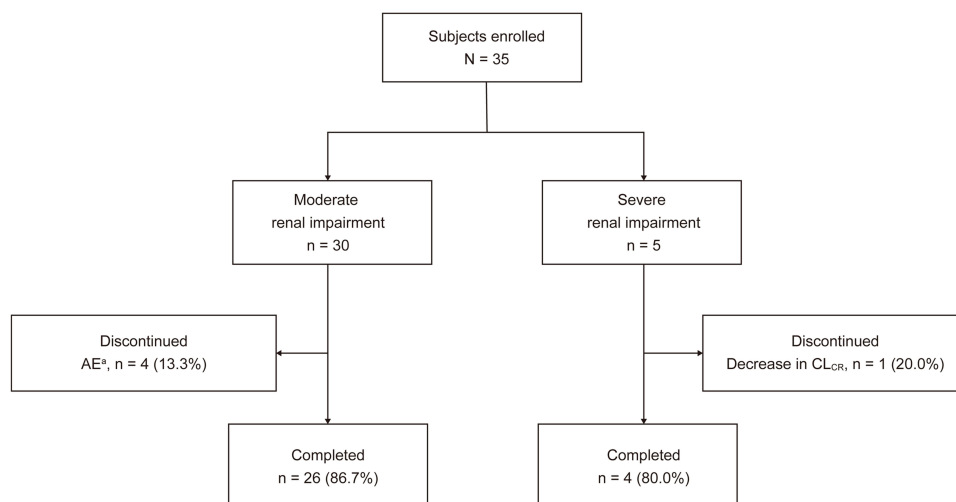 Subjects enrolled
N = 35
Moderate
renal impairment
n = 30
Severe
renal impairment
n = 5
Discontinued
AEᵃ, n = 4 (13.3%)
Discontinued
Decrease in CLCR, n = 1 (20.0%)
Completed
n = 26 (86.7%)
Completed
n = 4 (80.0%)